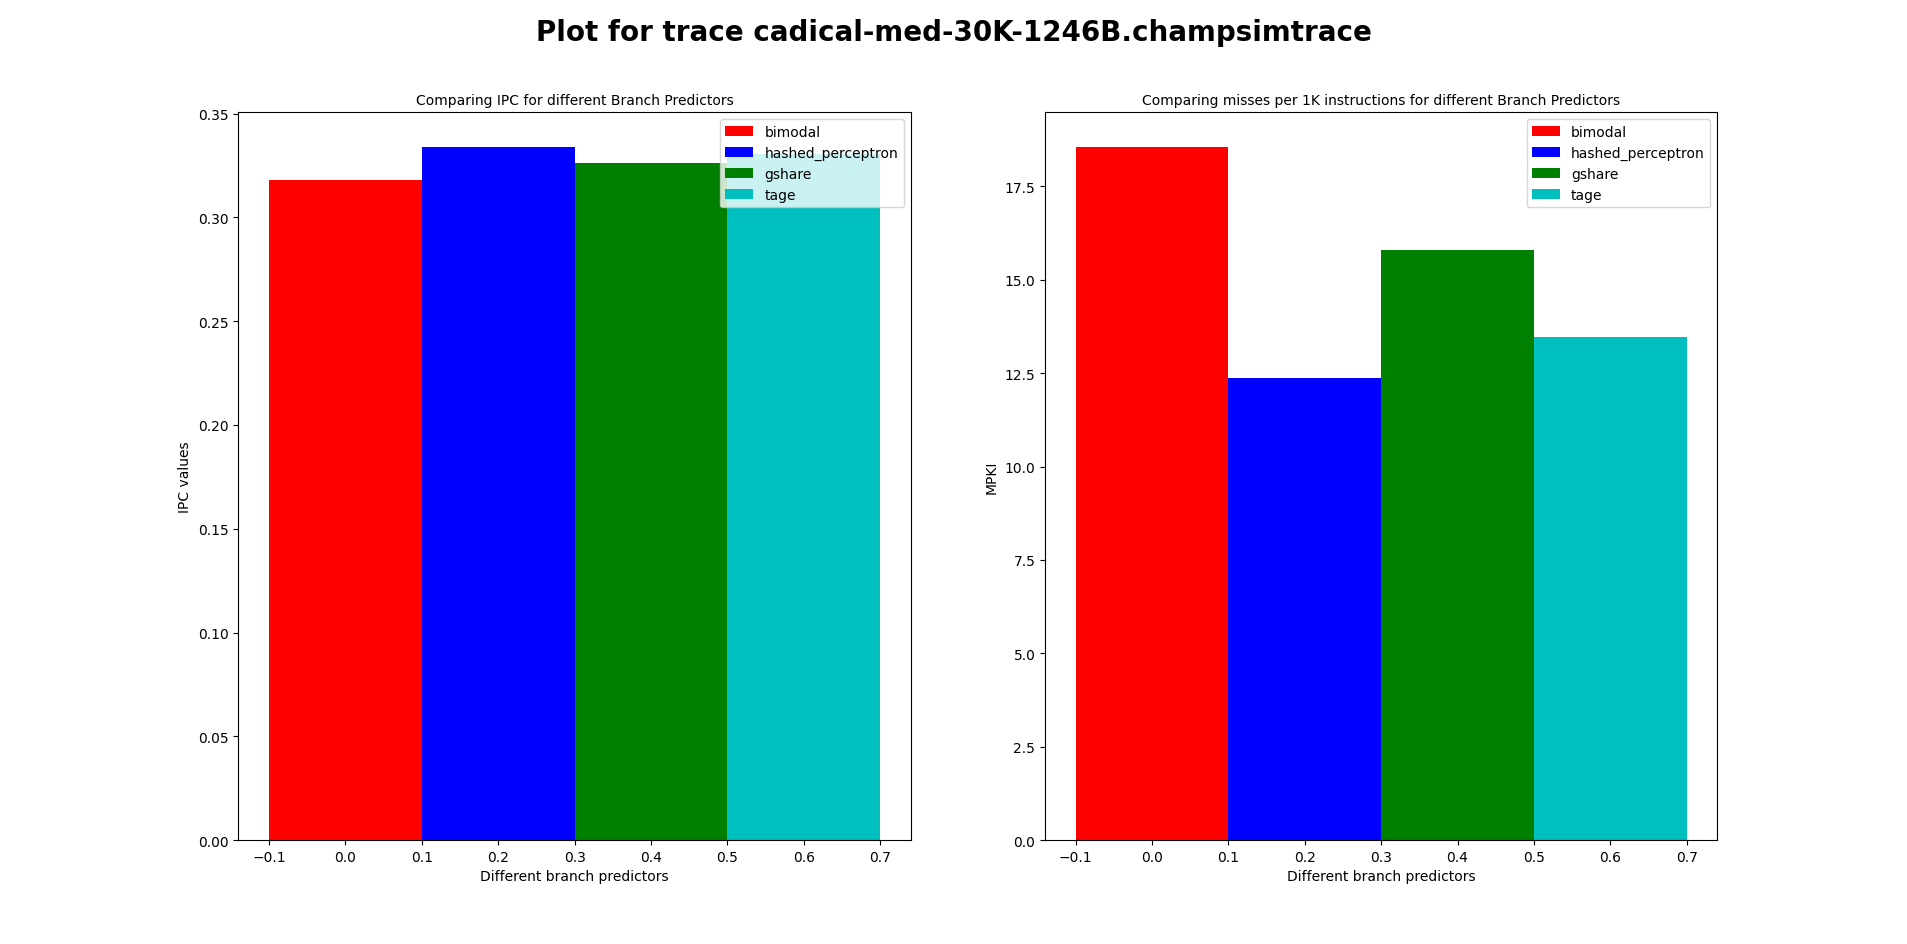 Plot for trace cadical-med-30K-1246B.champsimtrace
Comparing IPC for different Branch Predictors
0.35
0.30
0.25
0.20
0.15
0.10
0.05
0.00
IPC values
bimodal
hashed_perceptron
gshare
tage
−0.1 0.0 0.1 0.2 0.3 0.4 0.5 0.6 0.7
Different branch predictors
Comparing misses per 1K instructions for different Branch Predictors
17.5
15.0
12.5
10.0
7.5
5.0
2.5
0.0
MPKI
bimodal
hashed_perceptron
gshare
tage
−0.1 0.0 0.1 0.2 0.3 0.4 0.5 0.6 0.7
Different branch predictors